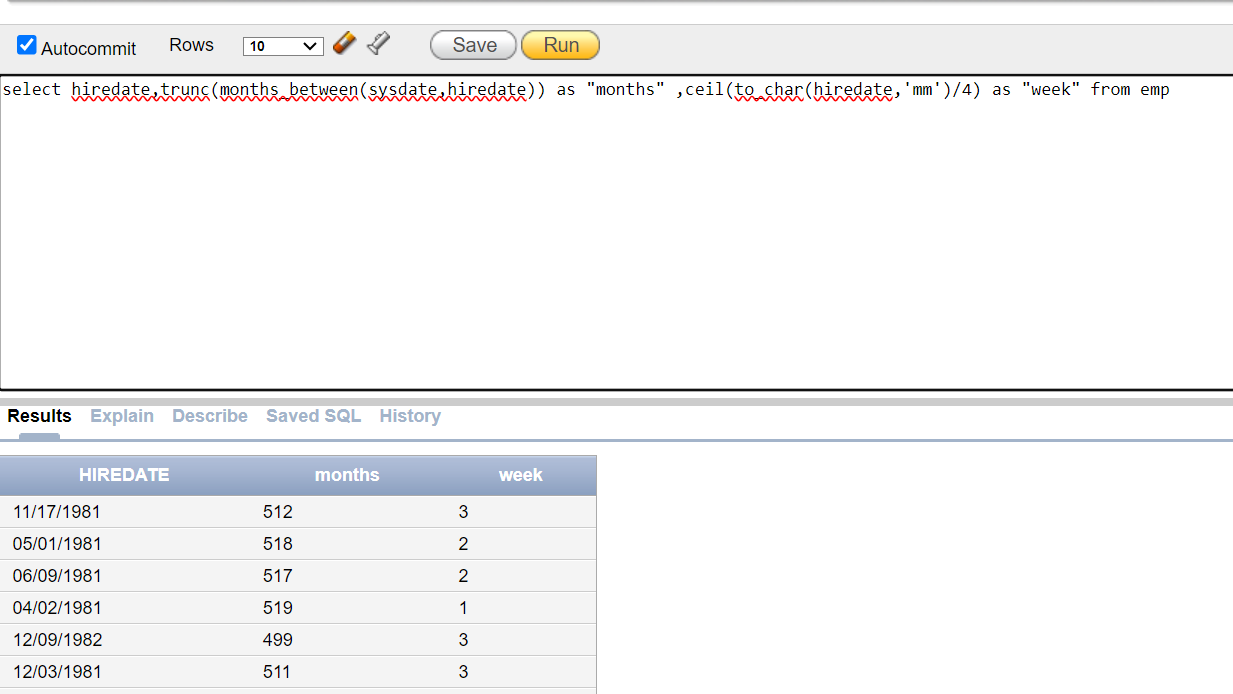 Autocommit Rows 10 Save Run
select hiredate,trunc(months_between(sysdate,hiredate)) as "months" ,ceil(to_char(hiredate,'mm')/4) as "week" from emp
Results Explain Describe Saved SQL History
HIREDATE months week
11/17/1981 512 3
05/01/1981 518 2
06/09/1981 517 2
04/02/1981 519 1
12/09/1982 499 3
12/03/1981 511 3